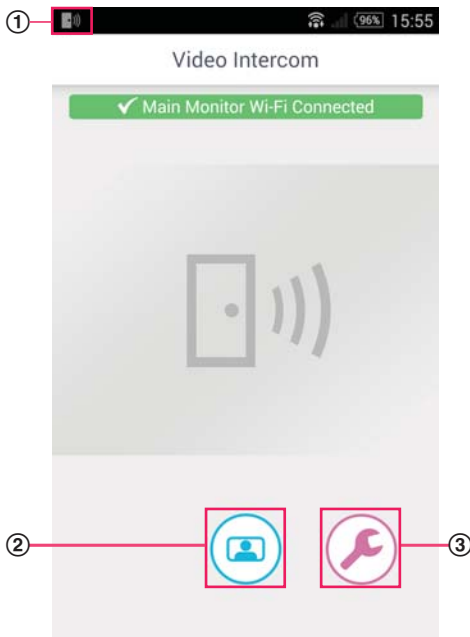 ① 96% 15:55
Video Intercom
✓ Main Monitor Wi-Fi Connected
②
③